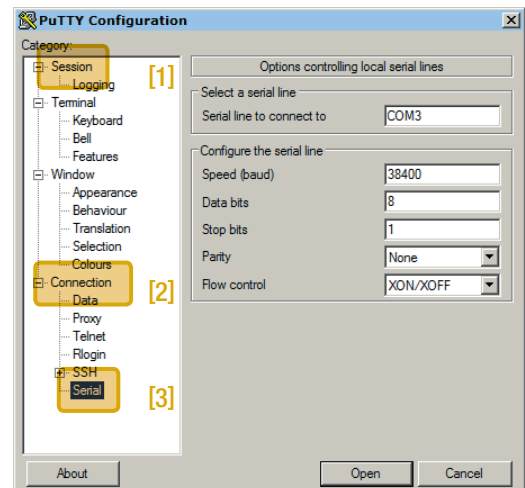 PuTTY Configuration
Category:
Session
Logging
[1]
Terminal
Keyboard
Bell
Features
Window
Appearance
Behaviour
Translation
Selection
Colours
Connection
Data
[2]
Proxy
Telnet
Rlogin
SSH
Serial
[3]
Options controlling local serial lines
Select a serial line
Serial line to connect to COM3
Configure the serial line
Speed (baud) 38400
Data bits 8
Stop bits 1
Parity None
Flow control XON/XOFF
About Open Cancel